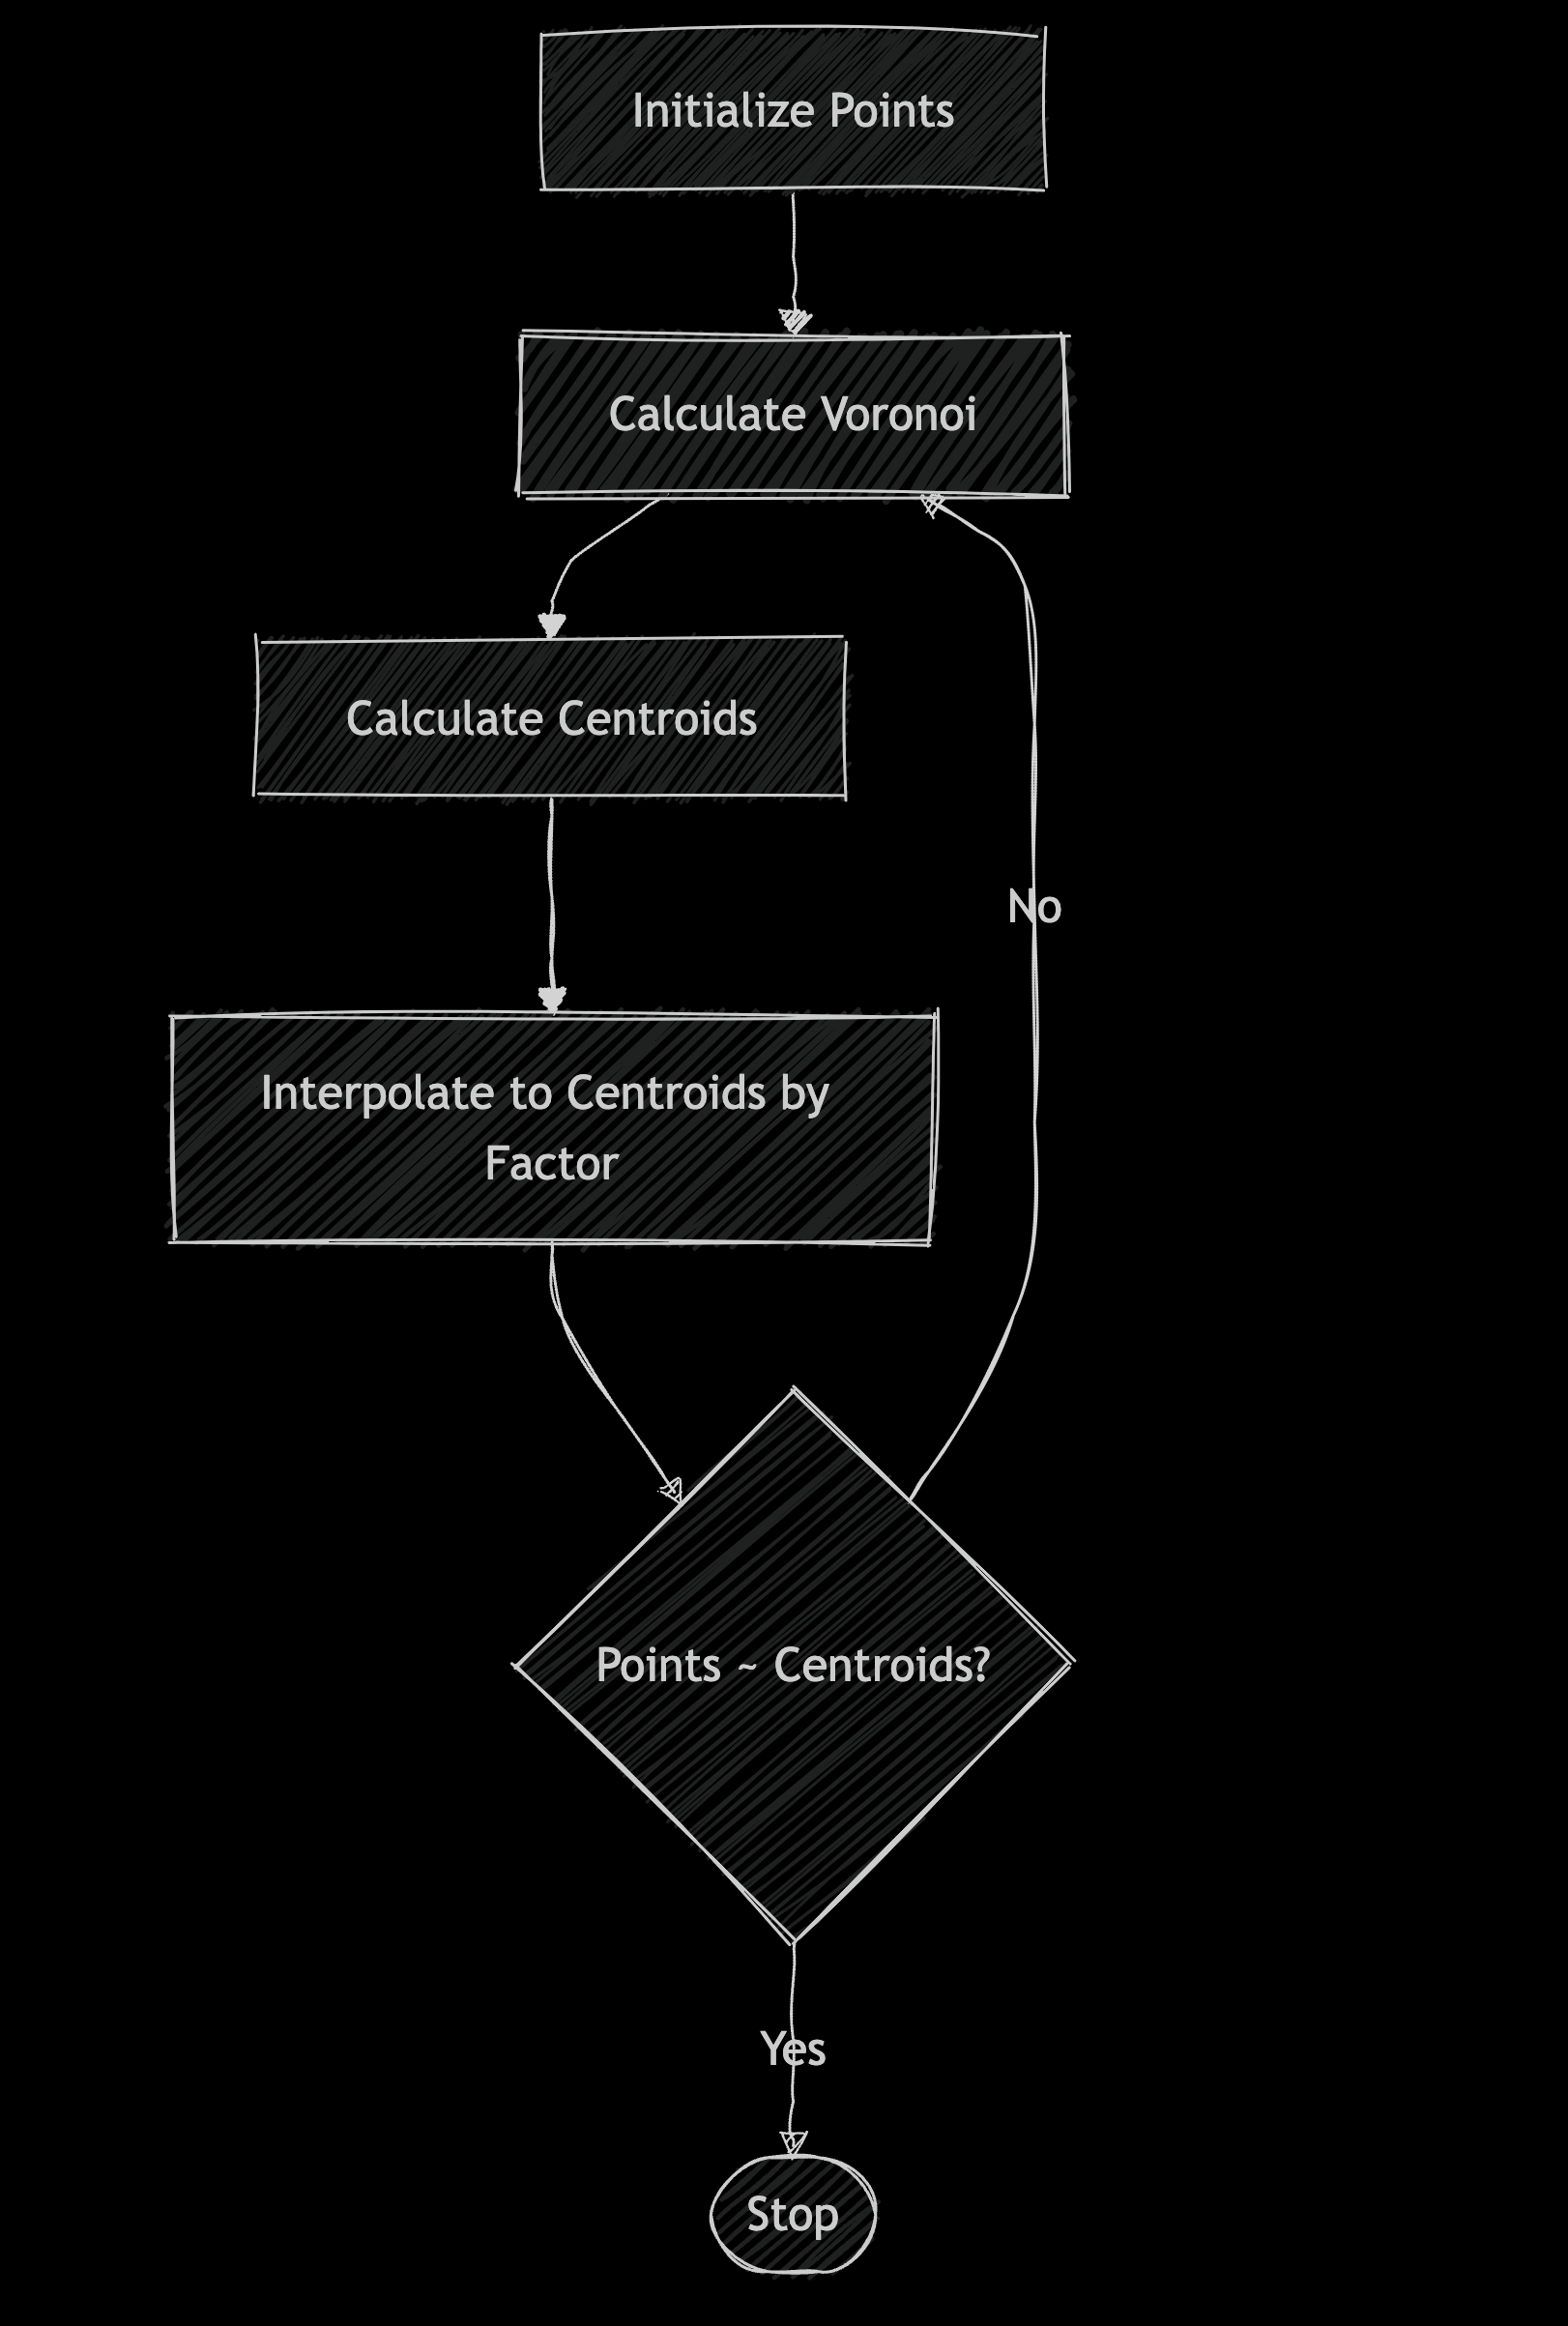 Initialize Points
Calculate Voronoi
Calculate Centroids
No
Interpolate to Centroids by
Factor
Points ~ Centroids?
Yes
Stop